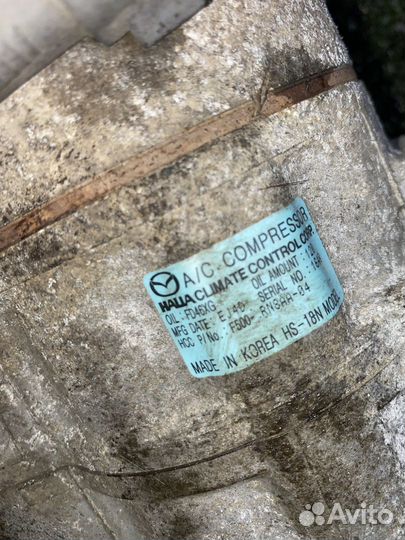 A/C COMPRESSOR
HALLA CLIMATE CONTROL CORP.
OIL : FD46XG OIL AMOUNT :
MFG DATE: EJ40 SERIAL NO.
HCC P/No.: F500-
MADE IN KOREA HS-18N MODEL
Avito